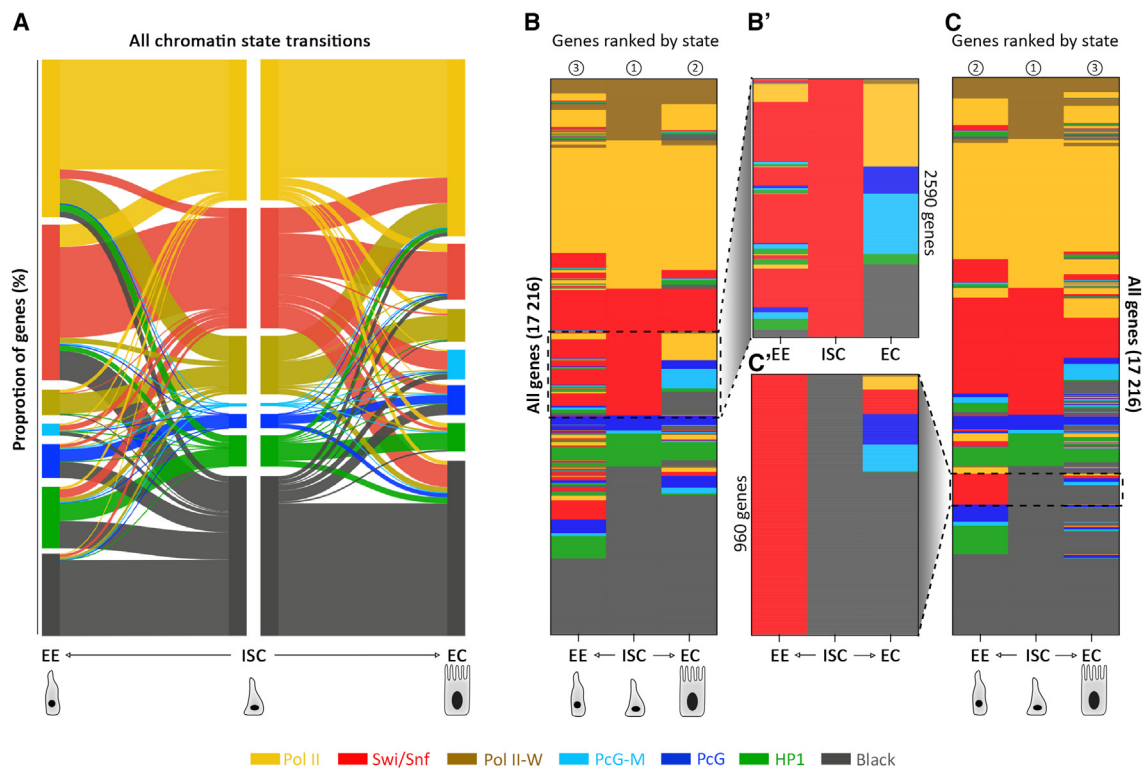 A
B
B'
C
All chromatin state transitions
Genes ranked by state
Genes ranked by state
③ ① ②
② ① ③
Proprotion of genes (%)
All genes (17 216)
2590 genes
EE ISC EC
C'
960 genes
All genes (17 216)
EE ISC EC
EE ISC EC
EE ISC EC
EE ISC EC
Pol II Swi/Snf Pol II-W PcG-M PcG HP1 Black